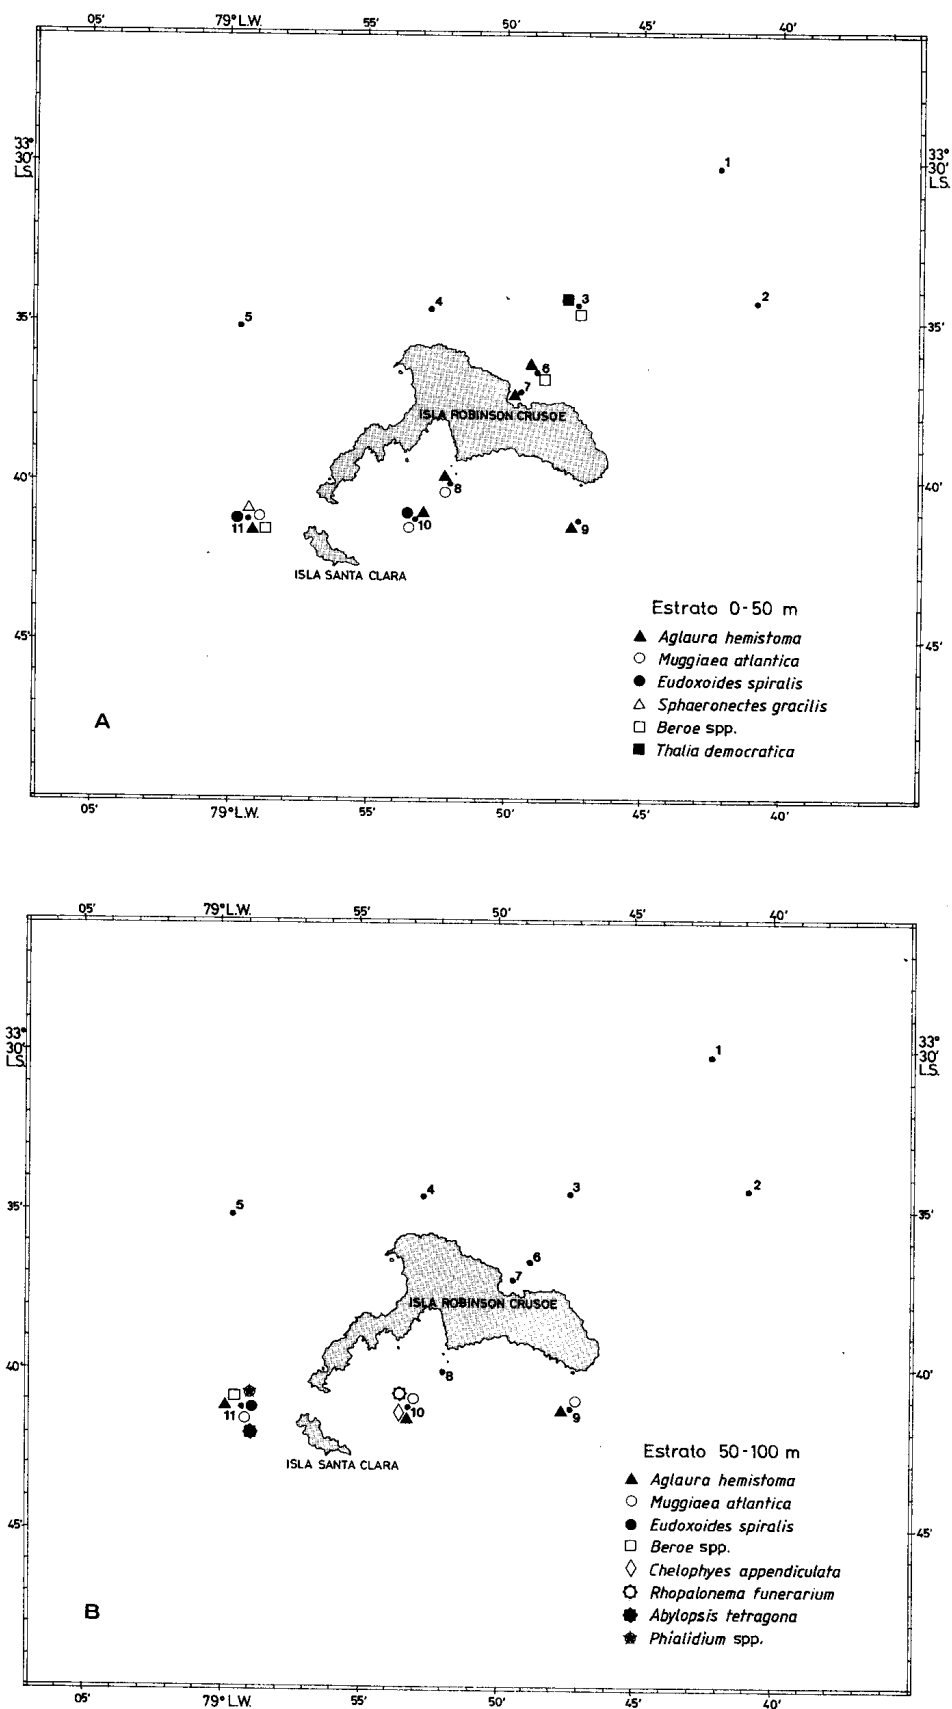 05' 79° L.W. 55' 50' 45' 40'
33° 30' L.S.
33° 30' L.S.
1
2
3
4
5
35'
35'
6
7
ISLA ROBINSON CRUSOE
40'
40'
8
9
10
11
ISLA SANTA CLARA
Estrato 0-50 m
Aglaura hemistoma
Muggiaea atlantica
Eudoxoides spiralis
Sphaeronectes gracilis
Beroe spp.
Thalia democratica
45'
45'
A
05' 79° L.W. 55' 50' 45' 40'
05' 79° L.W. 55' 50' 45' 40'
33° 30' L.S.
33° 30' L.S.
1
2
3
4
5
35'
35'
6
7
ISLA ROBINSON CRUSOE
40'
40'
8
9
10
11
ISLA SANTA CLARA
Estrato 50-100 m
Aglaura hemistoma
Muggiaea atlantica
Eudoxoides spiralis
Beroe spp.
Chelophyes appendiculata
Rhopalonema funerarium
Abylopsis tetragona
Phialidium spp.
45'
45'
B
05' 79° L.W. 55' 50' 45' 40'